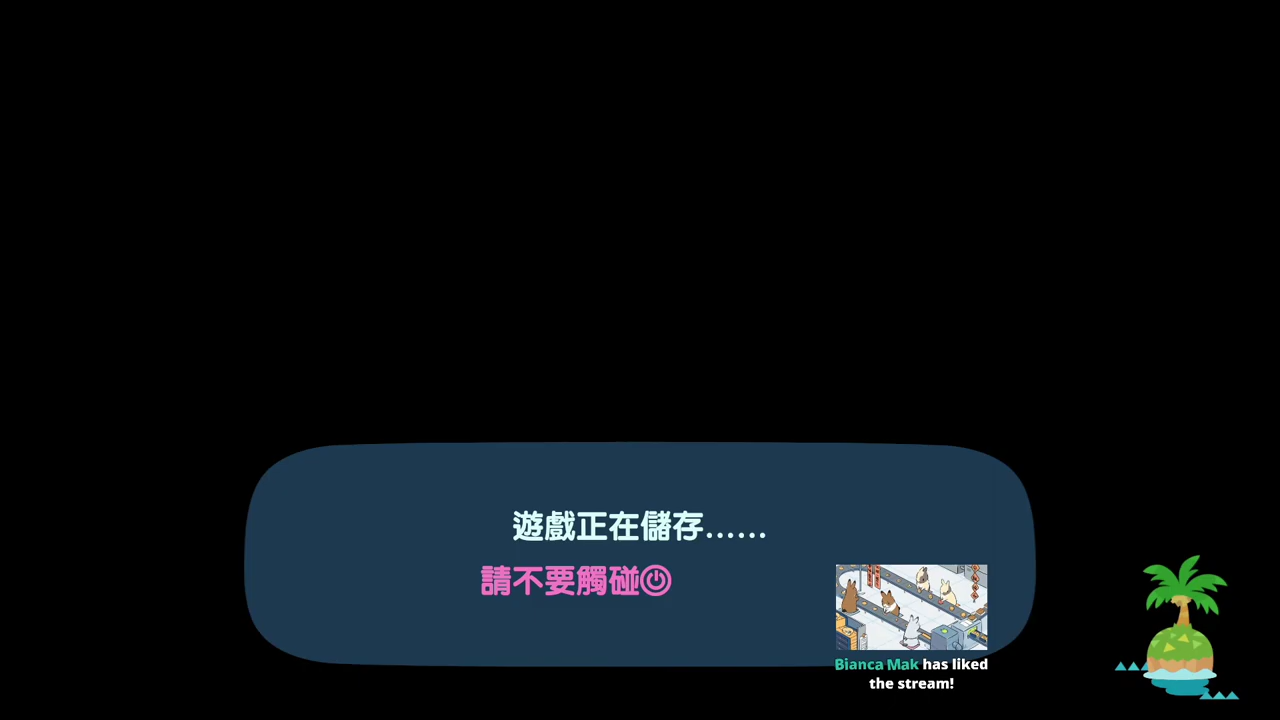 遊戲正在儲存......
請不要觸碰
Bianca Mak has liked
the stream!